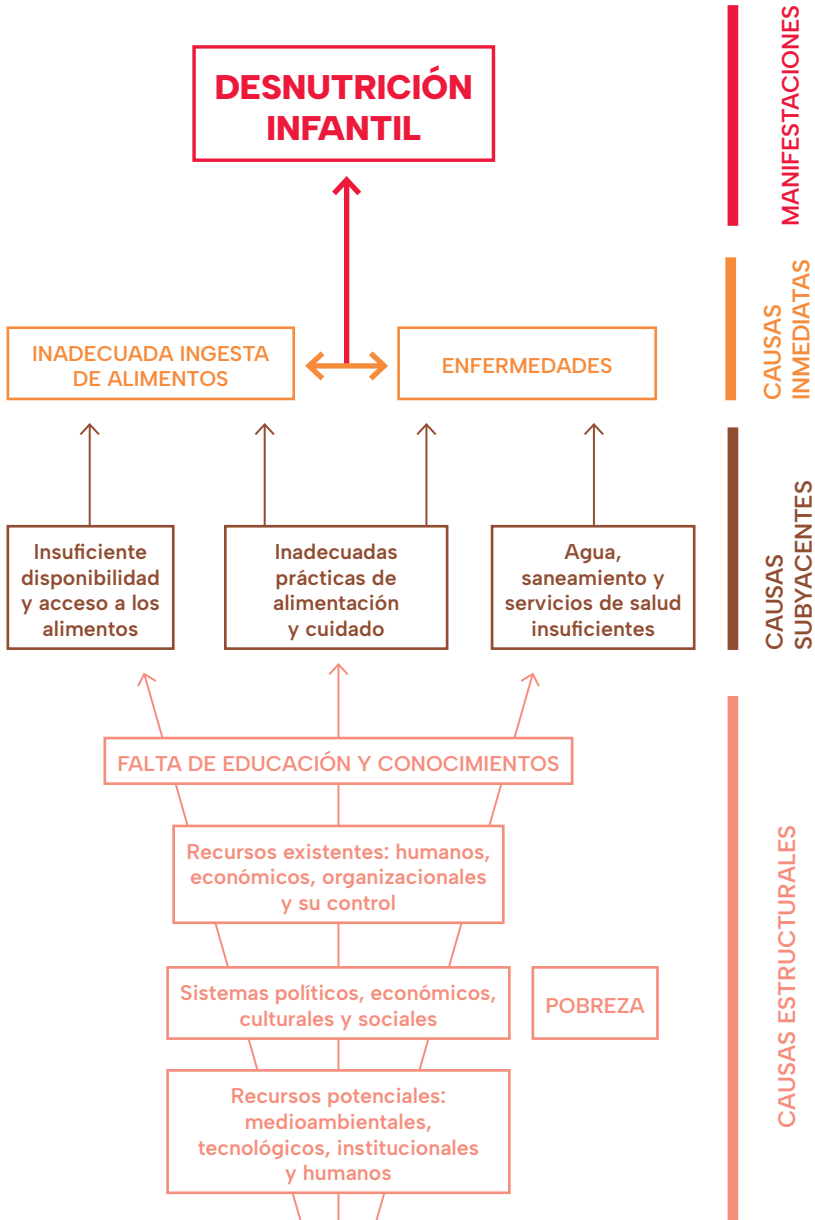 DESNUTRICIÓN
INFANTIL
MANIFESTACIONES
INADECUADA INGESTA
DE ALIMENTOS
ENFERMEDADES
CAUSAS
INMEDIATAS
Insuficiente
disponibilidad
y acceso a los
alimentos
Inadecuadas
prácticas de
alimentación
y cuidado
Agua,
saneamiento y
servicios de salud
insuficientes
CAUSAS
SUBYACENTES
FALTA DE EDUCACIÓN Y CONOCIMIENTOS
Recursos existentes: humanos,
económicos, organizacionales
y su control
Sistemas políticos, económicos,
culturales y sociales
POBREZA
Recursos potenciales:
medioambientales,
tecnológicos, institucionales
y humanos
CAUSAS ESTRUCTURALES